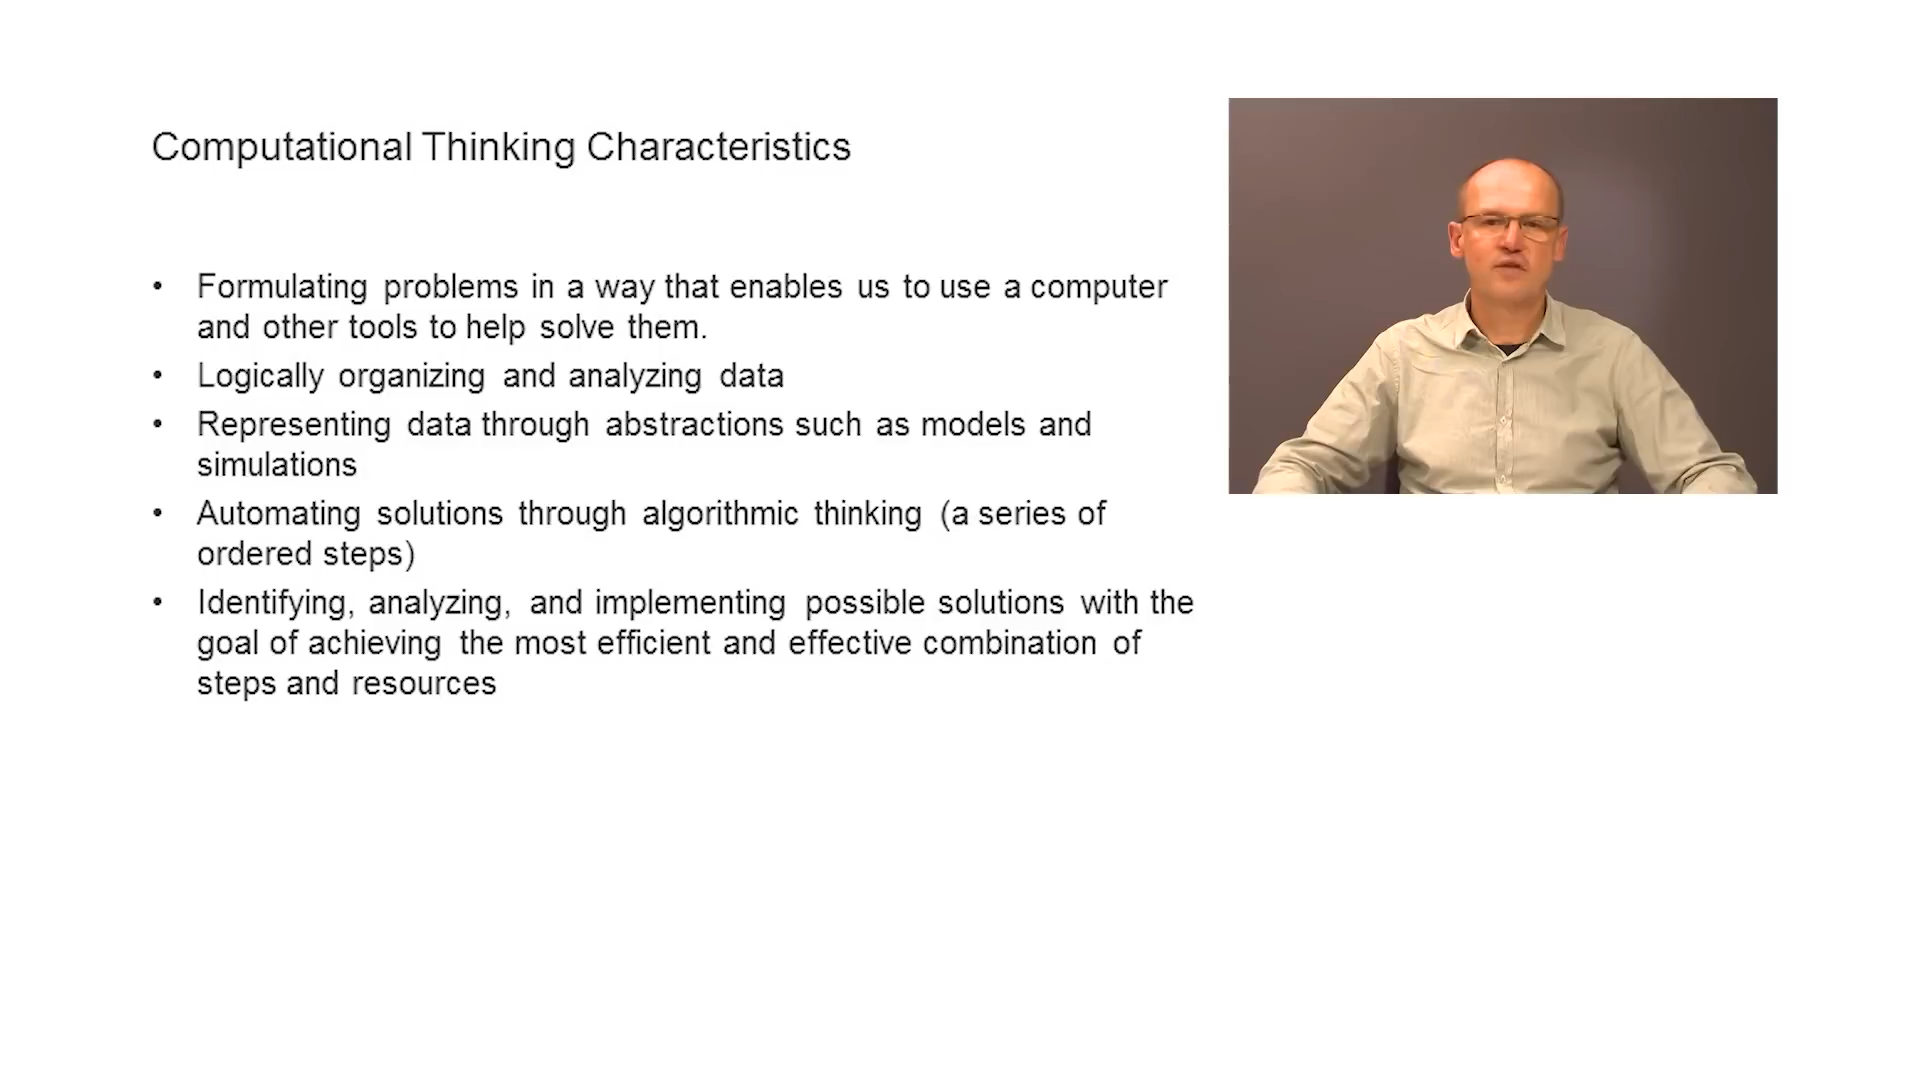 Computational Thinking Characteristics
• Formulating problems in a way that enables us to use a computer
and other tools to help solve them.
• Logically organizing and analyzing data
• Representing data through abstractions such as models and
simulations
• Automating solutions through algorithmic thinking (a series of
ordered steps)
• Identifying, analyzing, and implementing possible solutions with the
goal of achieving the most efficient and effective combination of
steps and resources